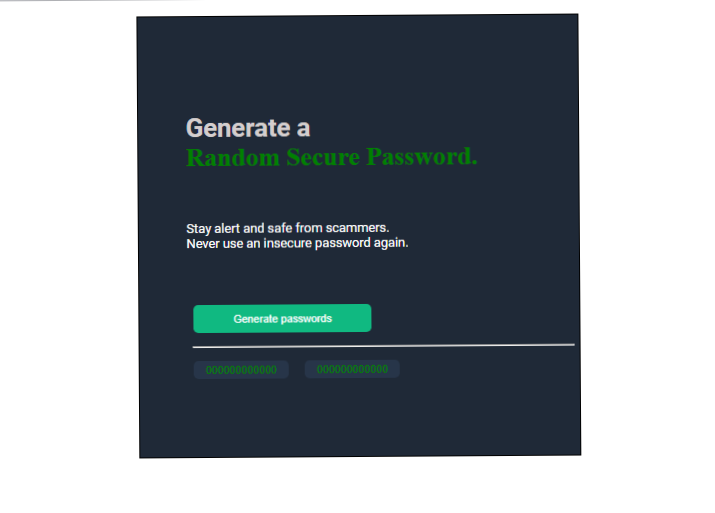 Generate a
Random Secure Password.
Stay alert and safe from scammers.
Never use an insecure password again.
Generate passwords
000000000000 000000000000